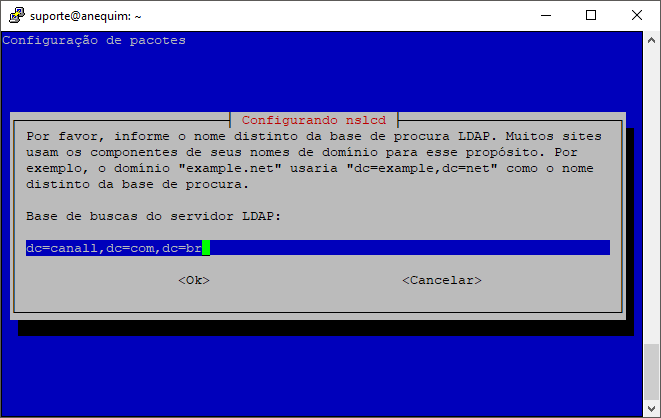 suporte@anequim: ~
Configuração de pacotes
Configurando nslcd
Por favor, informe o nome distinto da base de procura LDAP. Muitos sites
usam os componentes de seus nomes de domínio para esse propósito. Por
exemplo, o domínio "example.net" usaria "dc=example,dc=net" como o nome
distinto da base de procura.
Base de buscas do servidor LDAP:
dc=canall,dc=com,dc=br
<Ok> <Cancelar>